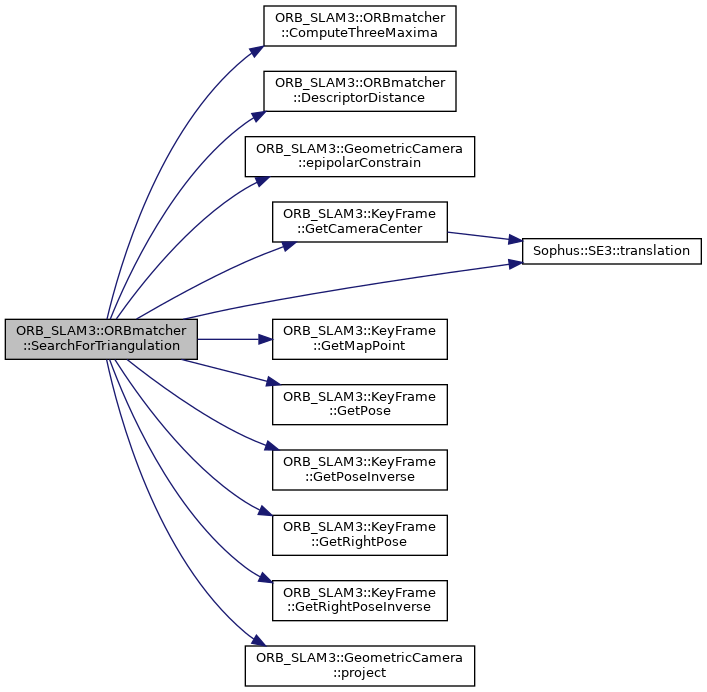 ORB_SLAM3::ORBmatcher
::ComputeThreeMaxima
ORB_SLAM3::ORBmatcher
::DescriptorDistance
ORB_SLAM3::GeometricCamera
::epipolarConstrain
ORB_SLAM3::KeyFrame
::GetCameraCenter
Sophus::SE3::translation
ORB_SLAM3::ORBmatcher
::SearchForTriangulation
ORB_SLAM3::KeyFrame
::GetMapPoint
ORB_SLAM3::KeyFrame
::GetPose
ORB_SLAM3::KeyFrame
::GetPoseInverse
ORB_SLAM3::KeyFrame
::GetRightPose
ORB_SLAM3::KeyFrame
::GetRightPoseInverse
ORB_SLAM3::GeometricCamera
::project